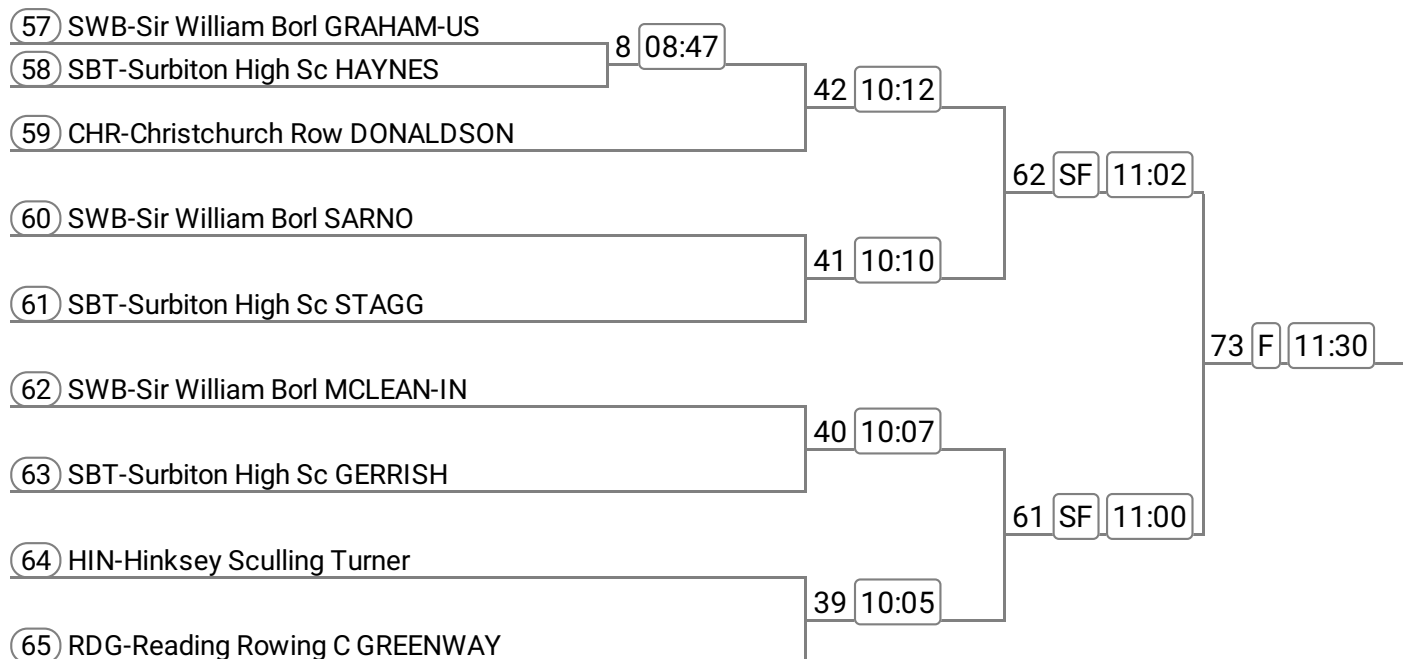 57 SWB-Sir William Borl GRAHAM-US
8 08:47
58 SBT-Surbiton High Sc HAYNES
42 10:12
59 CHR-Christchurch Row DONALDSON
62 SF 11:02
60 SWB-Sir William Borl SARNO
41 10:10
61 SBT-Surbiton High Sc STAGG
73 F 11:30
62 SWB-Sir William Borl MCLEAN-IN
40 10:07
63 SBT-Surbiton High Sc GERRISH
61 SF 11:00
64 HIN-Hinksey Sculling Turner
39 10:05
65 RDG-Reading Rowing C GREENWAY